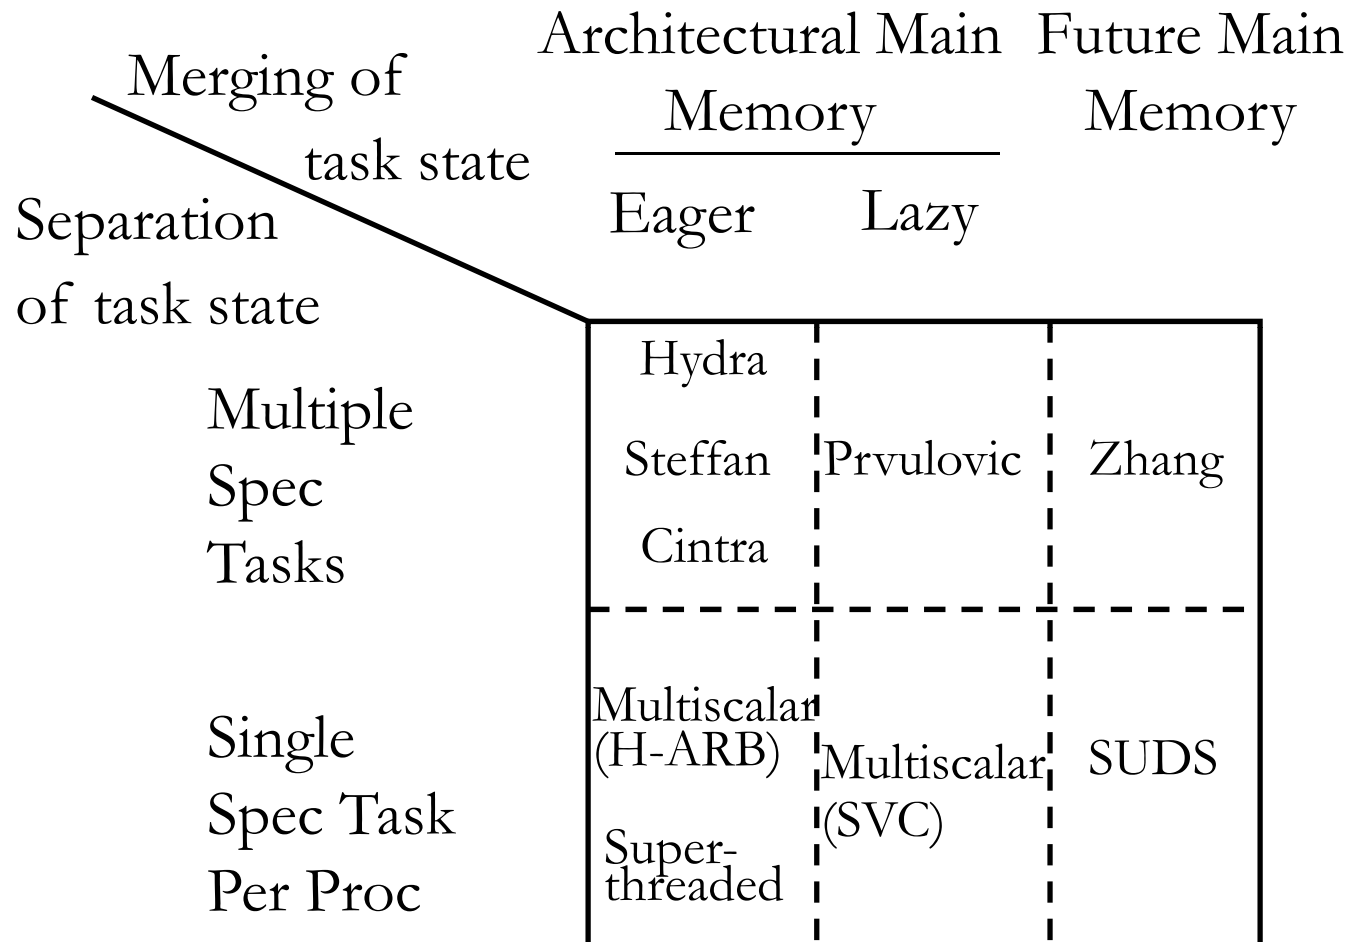 Architectural Main
Memory
Future Main
Memory
Merging of
task state
Separation
of task state
Eager
Lazy
Multiple
Spec
Tasks
Hydra
Steffan
Cintra
Prvulovic
Zhang
Single
Spec Task
Per Proc
Multiscalar
(H-ARB)
Super-
threaded
Multiscalar
(SVC)
SUDS